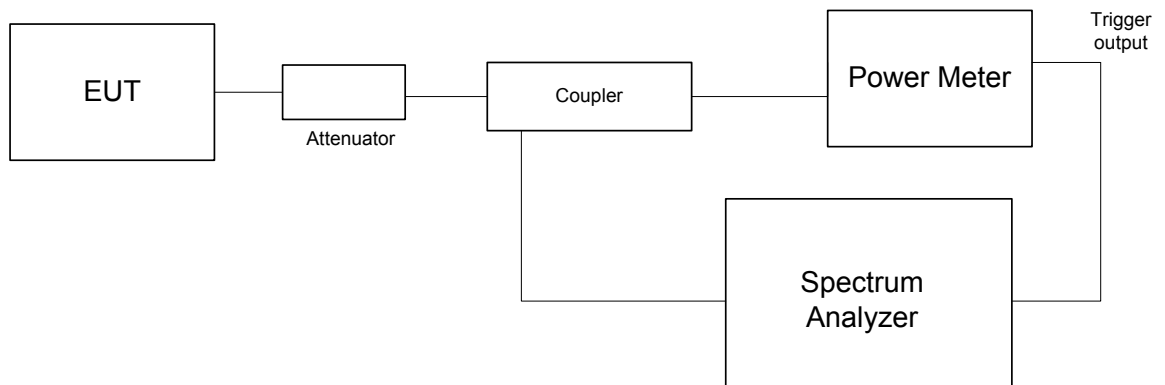 EUT
Attenuator
Coupler
Power Meter
Trigger
output
Spectrum
Analyzer